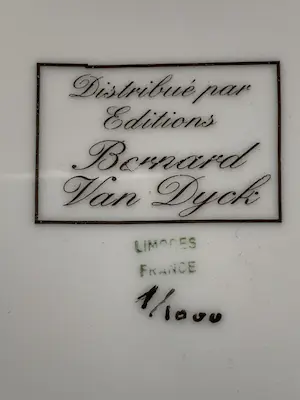 Distribué par
Editions
Bernard
Van Dyck
LIMOGES
FRANCE
1/1000